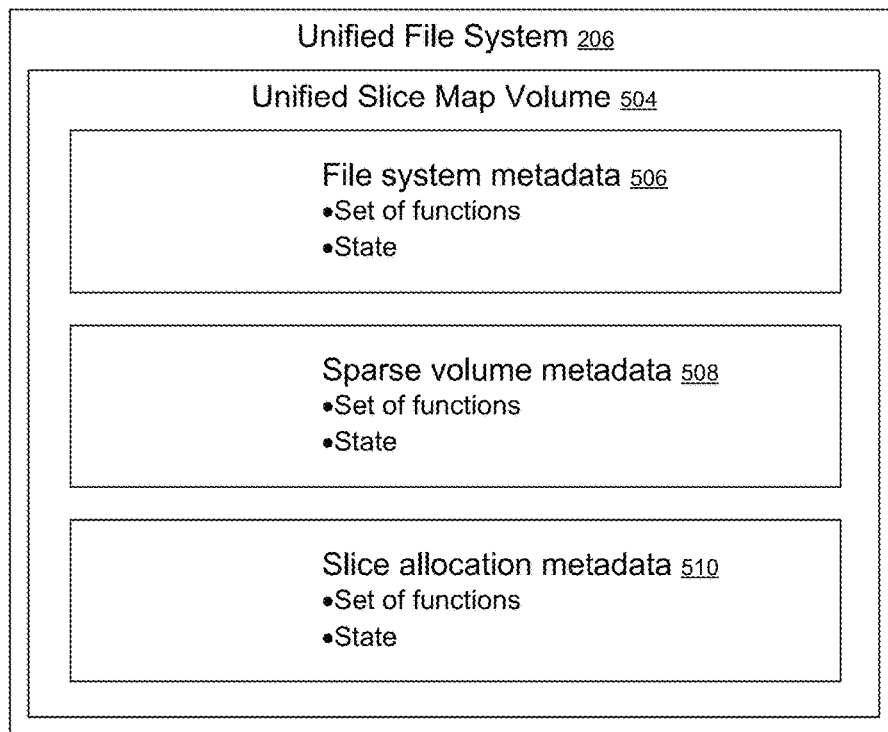 Unified File System 206
Unified Slice Map Volume 504
File system metadata 506
•Set of functions
•State
Sparse volume metadata 508
•Set of functions
•State
Slice allocation metadata 510
•Set of functions
•State